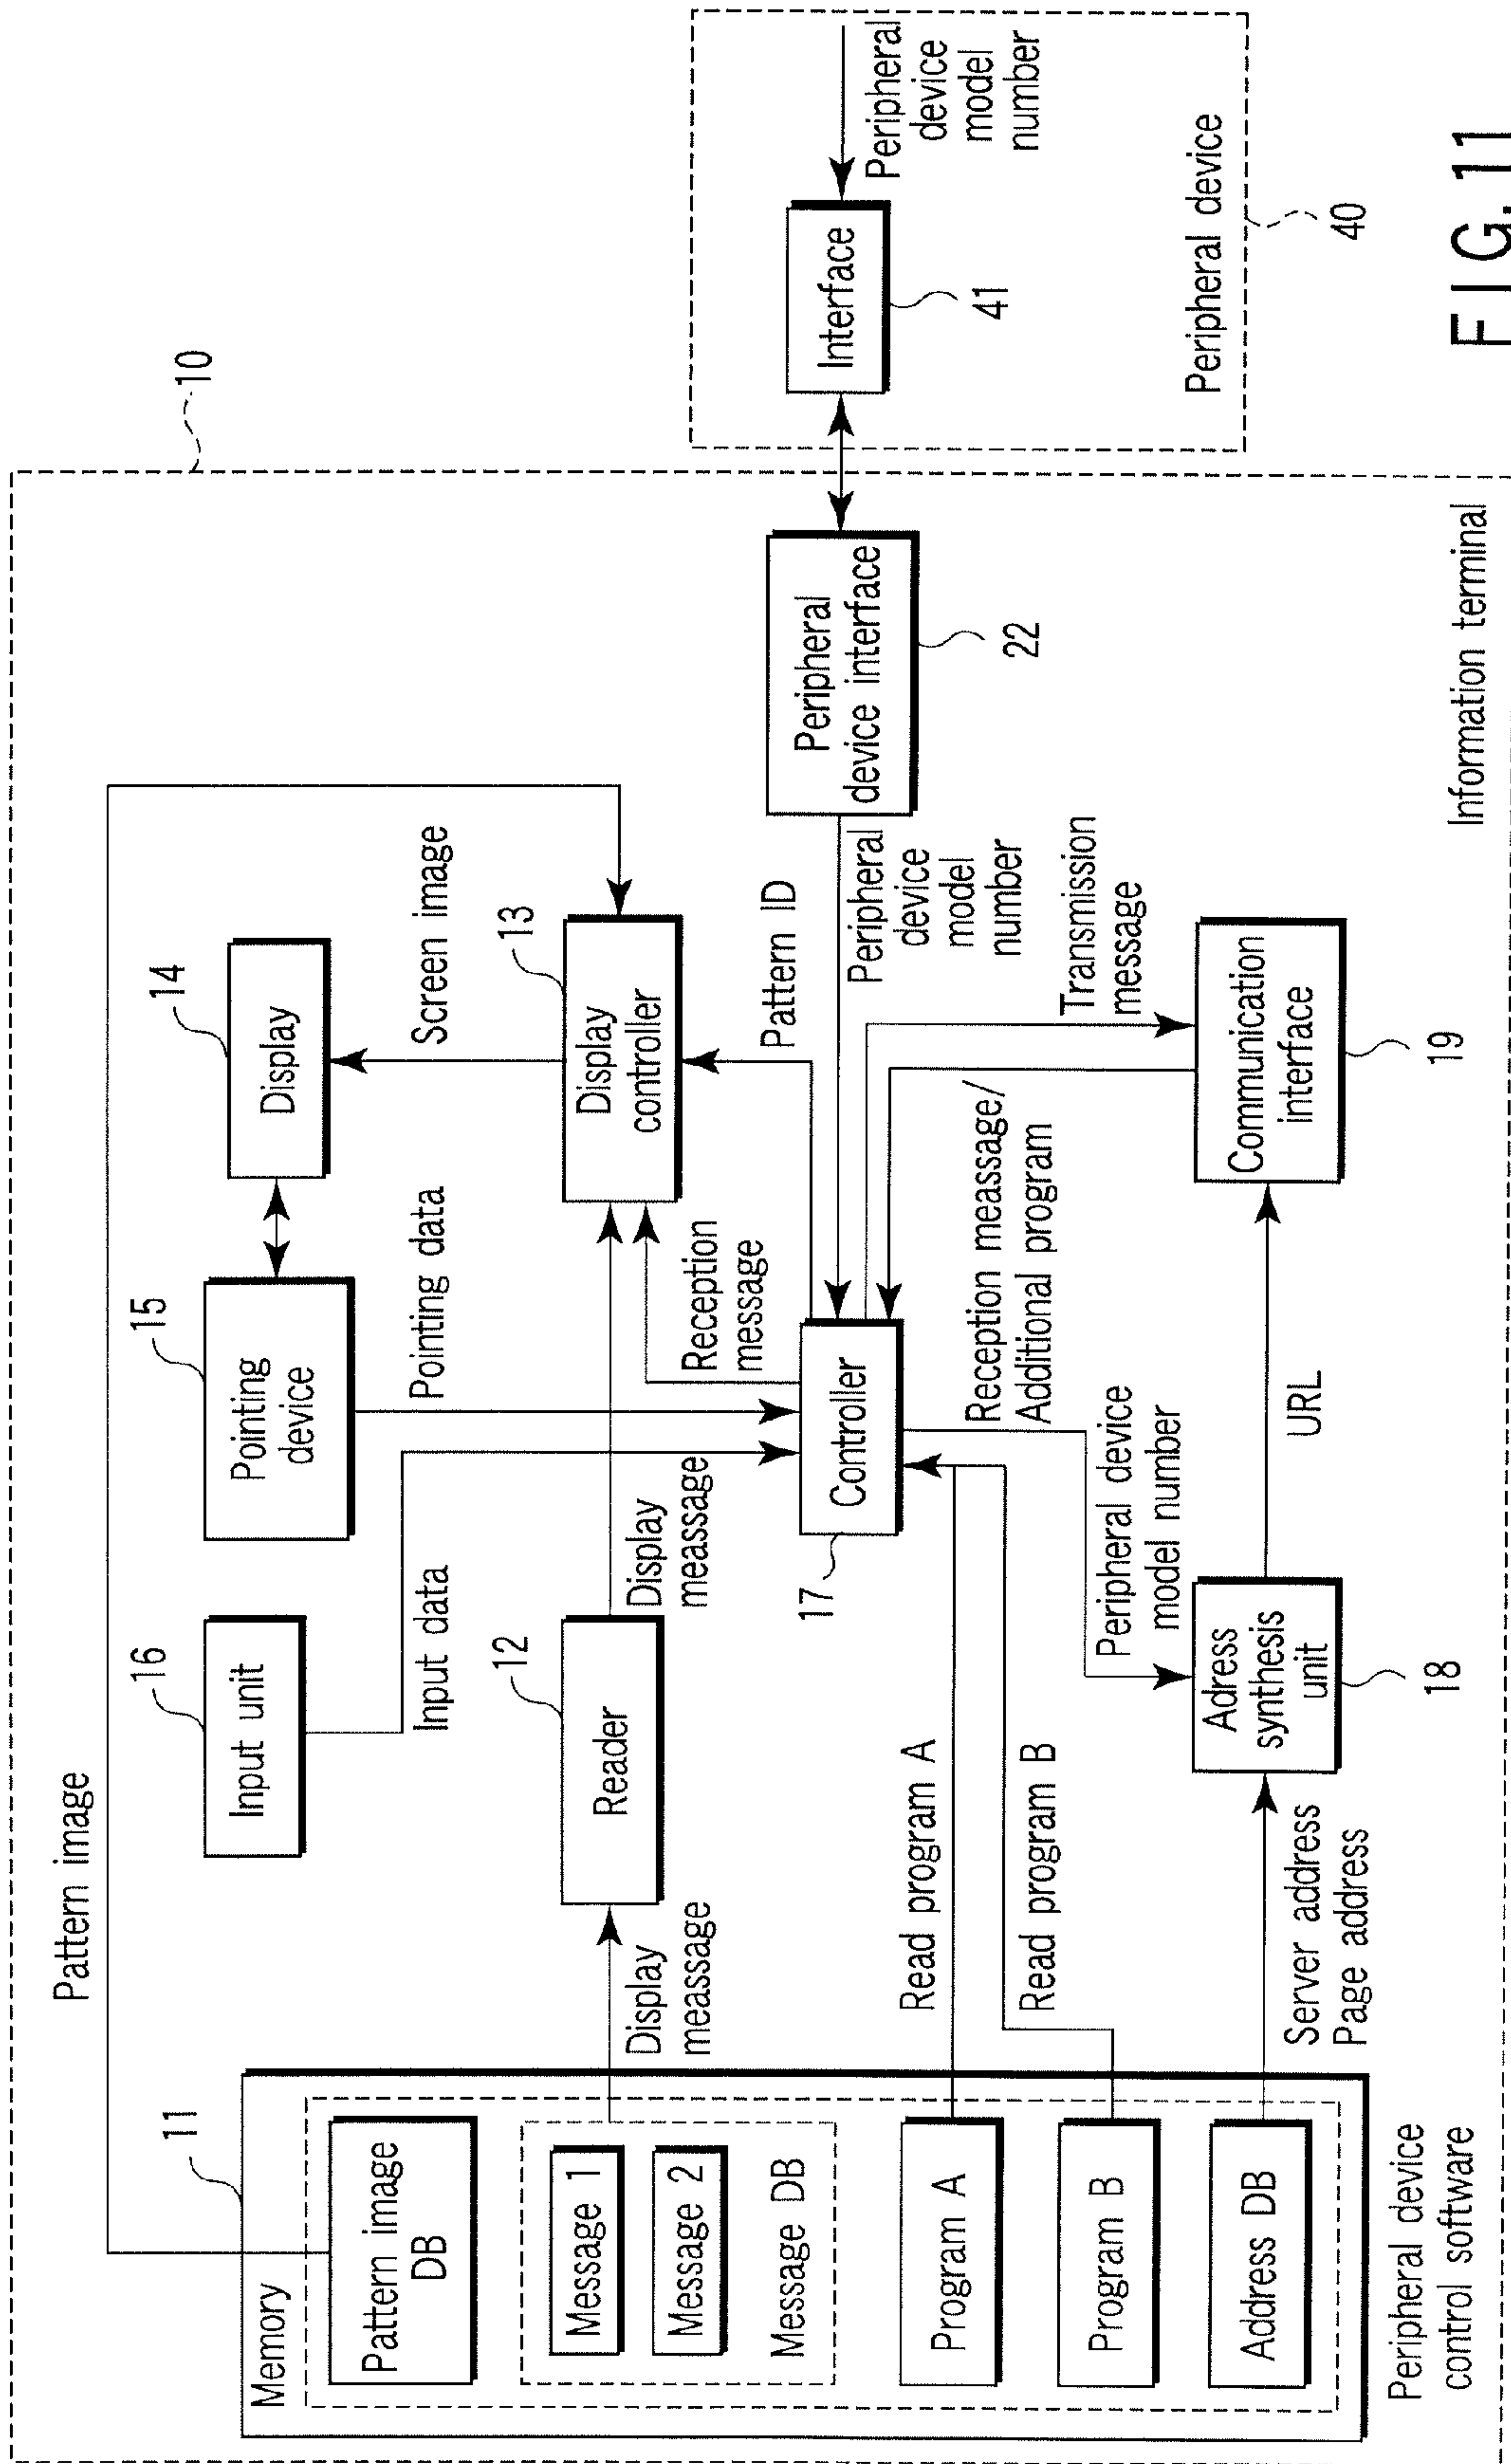 10
Pattern image
11
Memory
Pattern image
DB
Message 1
Message 2
Message DB
Program A
Program B
Address DB
Peripheral device
control software
16
Input unit
Input data
15
Pointing
device
Pointing data
14
Display
Screen image
12
Reader
Display
meassage
Display
meassage
13
Display
controller
Reception
message
Pattern ID
17
Controller
Read program A
Read program B
Peripheral
device
model
number
Peripheral
device interface
22
Reception meassage/
Additional program
Transmission
message
Peripheral device
model number
Server address
Page address
Adress
synthesis
unit
18
URL
Communication
interface
19
Information terminal
Interface
41
Peripheral
device
model
number
Peripheral device
40
FIG. 11